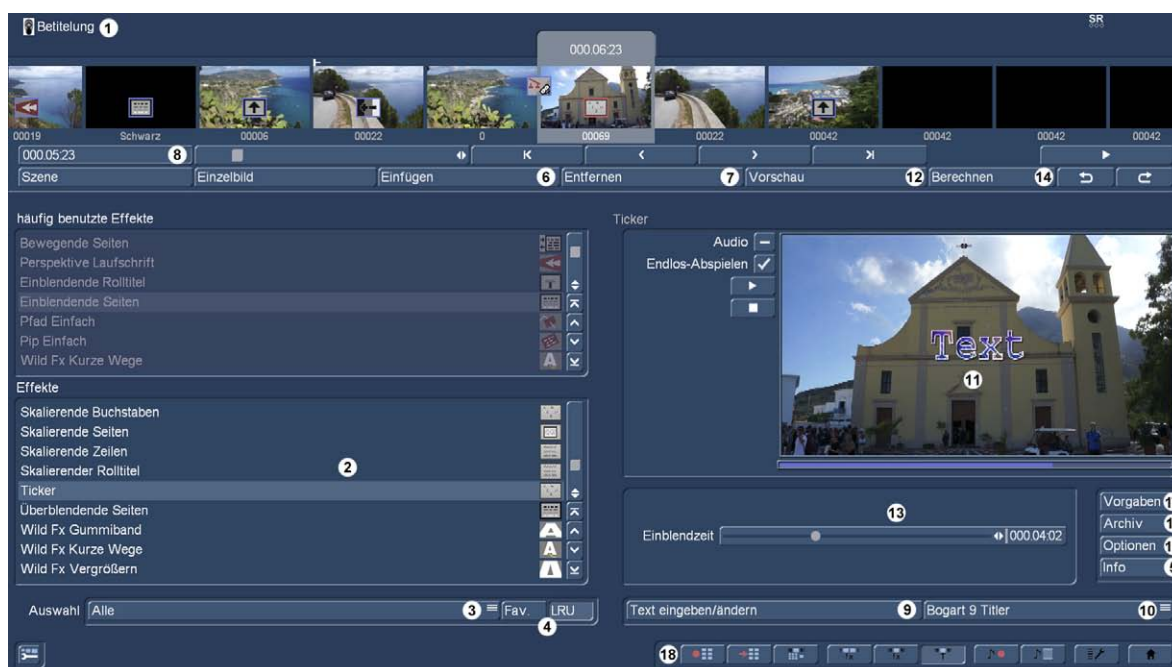 Betitelung 1
SR
000.06:23
00019 Schwarz 00006 00022 0 00069 00022 00042 00042 00042 00042
000.05:23 8
Szene Einzelbild Einfügen 6 Entfernen 7 Vorschau 12 Berechnen 14
häufig benutzte Effekte
Bewegende Seiten
Perspektive Laufschrift
Einblendende Rolltitel
Einblendende Seiten
Pfad Einfach
Pip Einfach
Wild Fx Kurze Wege
Effekte
Skalierende Buchstaben
Skalierende Seiten
Skalierende Zeilen
Skalierender Rolltitel
2
Ticker
Überblendende Seiten
Wild Fx Gummiband
Wild Fx Kurze Wege
Wild Fx Vergrößern
Auswahl Alle 3 Fav. LRU
4
Ticker
Audio
Endlos-Abspielen
Text
11
13
Einblendzeit 000.04:02
Vorgaben
Archiv
Optionen
Info
Text eingeben/ändern 9 Bogart 9 Titler 10
18